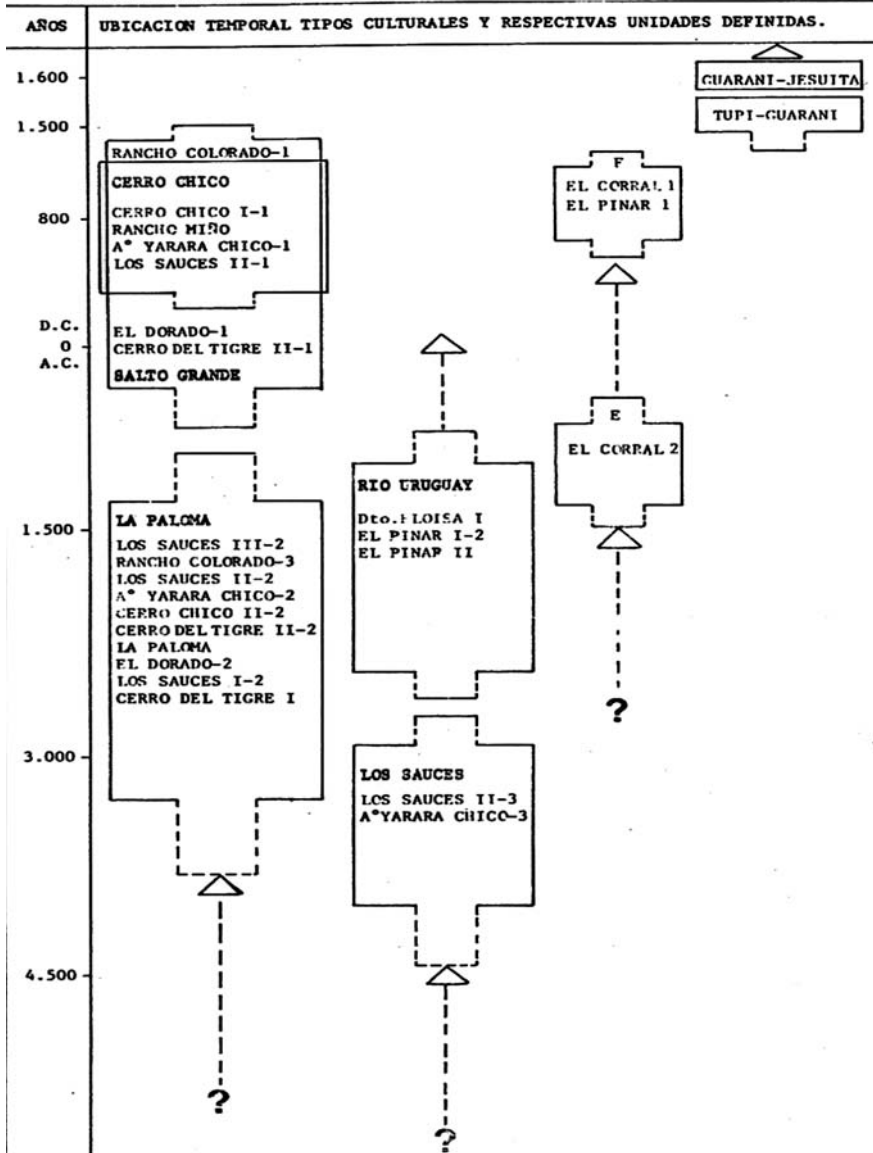 AÑOS
UBICACION TEMPORAL TIPOS CULTURALES Y RESPECTIVAS UNIDADES DEFINIDAS.
1.600
1.500
800
D.C.
0
A.C.
1.500
3.000
4.500
RANCHO COLORADO-1
CERRO CHICO
CERRO CHICO I-1
RANCHO MIÑO
A° YARARA CHICO-1
LOS SAUCES II-1
EL DORADO-1
CERRO DEL TIGRE II-1
SALTO GRANDE
LA PALOMA
LOS SAUCES III-2
RANCHO COLORADO-3
LOS SAUCES II-2
A° YARARA CHICO-2
CERRO CHICO II-2
CERRO DEL TIGRE II-2
LA PALOMA
EL DORADO-2
LOS SAUCES I-2
CERRO DEL TIGRE I
?
RIO URUGUAY
Dto. ELOISA I
EL PINAR I-2
EL PINAR II
LOS SAUCES
LOS SAUCES II-3
A°YARARA CHICO-3
?
F
EL CORRAL 1
EL PINAR 1
E
EL CORRAL 2
?
GUARANI-JESUITA
TUPI-GUARANI